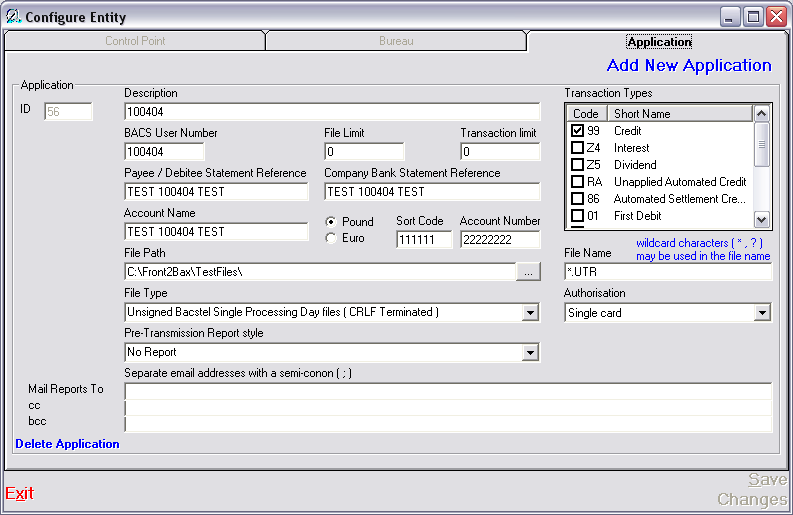 Configure Entity
Control Point
Bureau
Application
Add New Application
Application
ID
56
Description
100404
BACS User Number
File Limit
Transaction limit
100404
0
0
Payee / Debitee Statement Reference
Company Bank Statement Reference
TEST 100404 TEST
TEST 100404 TEST
Account Name
TEST 100404 TEST
Pound
Euro
Sort Code
Account Number
111111
22222222
File Path
C:\Front2Bax\TestFiles\
...
File Type
Unsigned Bacstel Single Processing Day files ( CRLF Terminated )
Pre-Transmission Report style
No Report
Transaction Types
Code Short Name
99 Credit
Z4 Interest
Z5 Dividend
RA Unapplied Automated Credit
86 Automated Settlement Cre...
01 First Debit
wildcard characters ( * , ? )
may be used in the file name
File Name
*.UTR
Authorisation
Single card
Separate email addresses with a semi-conon ( ; )
Mail Reports To
cc
bcc
Delete Application
Exit
Save
Changes